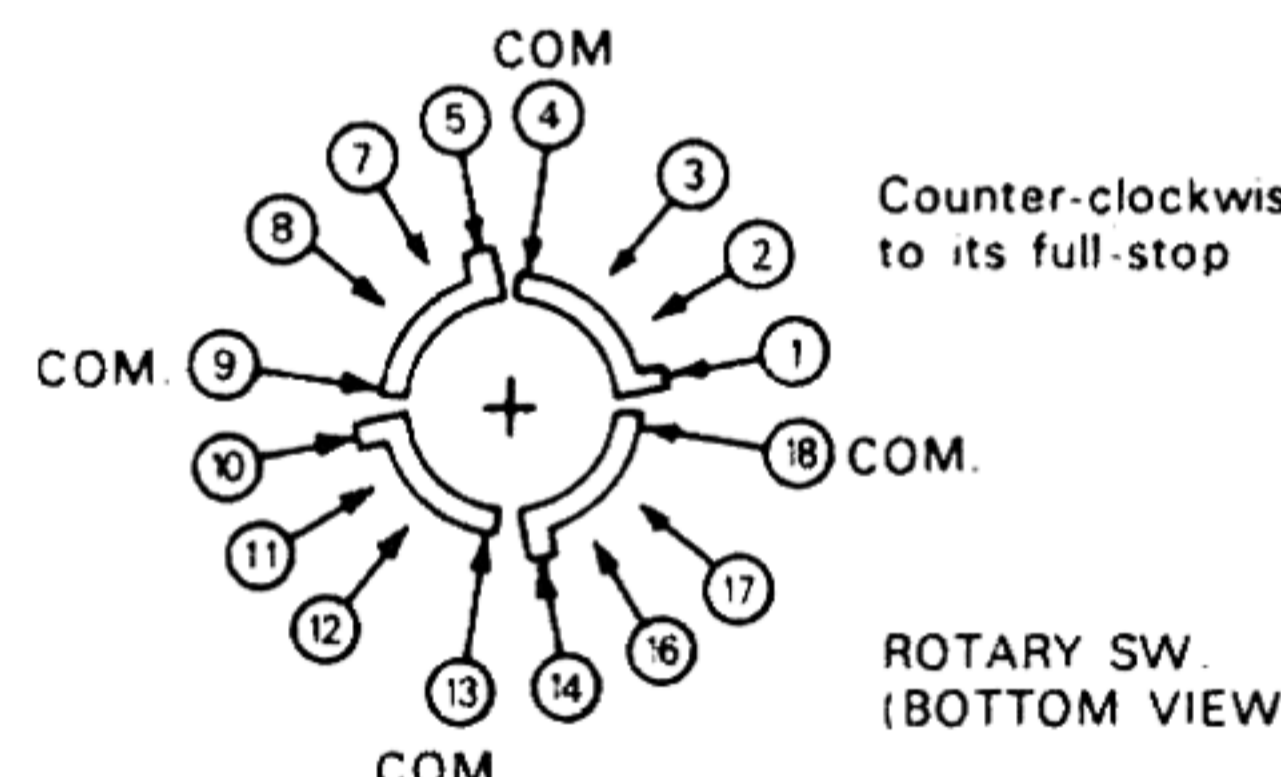 COM
5
4
7
3
8
2
Counter-clockwis
to its full-stop
COM.
9
1
10
18
COM.
11
12
17
13
14
16
ROTARY SW.
(BOTTOM VIEW
COM